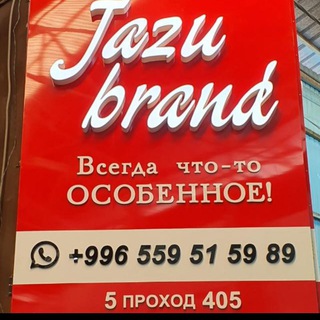 Jazu
brand
Всегда что-то
ОСОБЕННОЕ!
+996 559 51 59 89
5 ПРОХОД 405